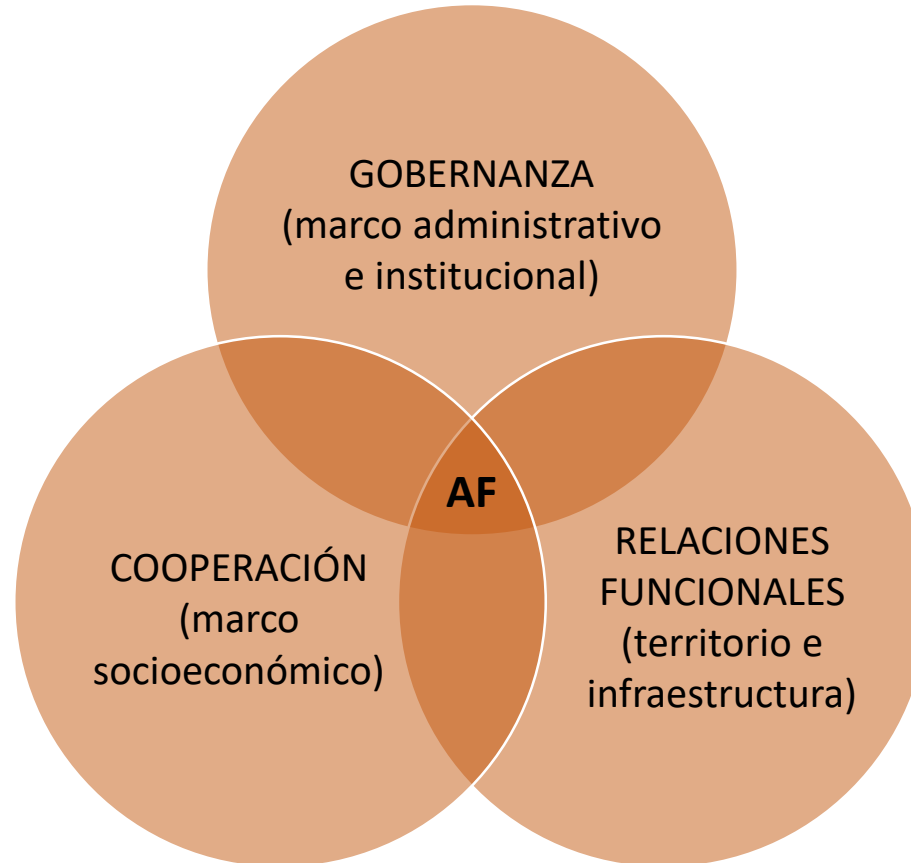 GOBERNANZA
(marco administrativo
e institucional)
AF
COOPERACIÓN
(marco
socioeconómico)
RELACIONES
FUNCIONALES
(territorio e
infraestructura)